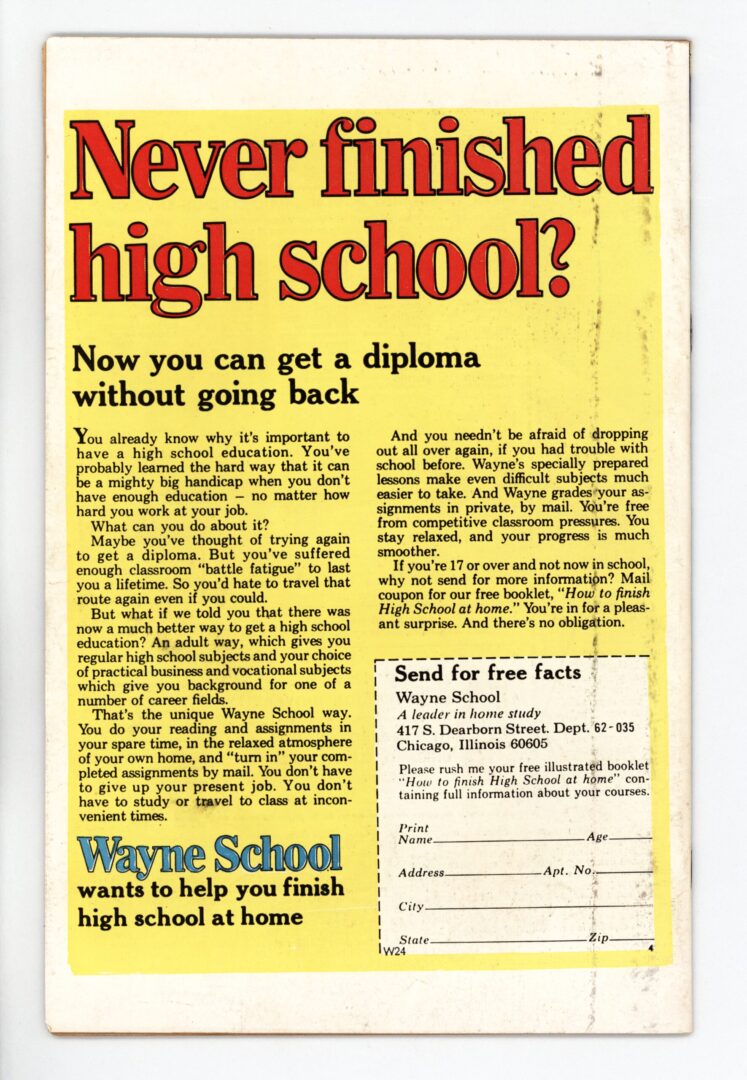 Never finished
high school?
Now you can get a diploma
without going back
You already know why it's important to
have a high school education. You've
probably learned the hard way that it can
be a mighty big handicap when you don't
have enough education – no matter how
hard you work at your job.
What can you do about it?
Maybe you've thought of trying again
to get a diploma. But you've suffered
enough classroom "battle fatigue" to last
you a lifetime. So you'd hate to travel that
route again even if you could.
But what if we told you that there was
now a much better way to get a high school
education? An adult way, which gives you
regular high school subjects and your choice
of practical business and vocational subjects
which give you background for one of a
number of career fields.
That's the unique Wayne School way.
You do your reading and assignments in
your spare time, in the relaxed atmosphere
of your own home, and "turn in" your com-
pleted assignments by mail. You don't have
to give up your present job. You don't
have to study or travel to class at incon-
venient times.
Wayne School
wants to help you finish
high school at home
And you needn't be afraid of dropping
out all over again, if you had trouble with
school before. Wayne's specially prepared
lessons make even difficult subjects much
easier to take. And Wayne grades your as-
signments in private, by mail. You're free
from competitive classroom pressures. You
stay relaxed, and your progress is much
smoother.
If you're 17 or over and not now in school,
why not send for more information? Mail
coupon for our free booklet, "How to finish
High School at home." You're in for a pleas-
ant surprise. And there's no obligation.
Send for free facts
Wayne School
A leader in home study
417 S. Dearborn Street. Dept. 62-035
Chicago, Illinois 60605
Please rush me your free illustrated booklet
"How to finish High School at home" con-
taining full information about your courses.
Print
Name Age
Address Apt. No.
City
State Zip
W24 4